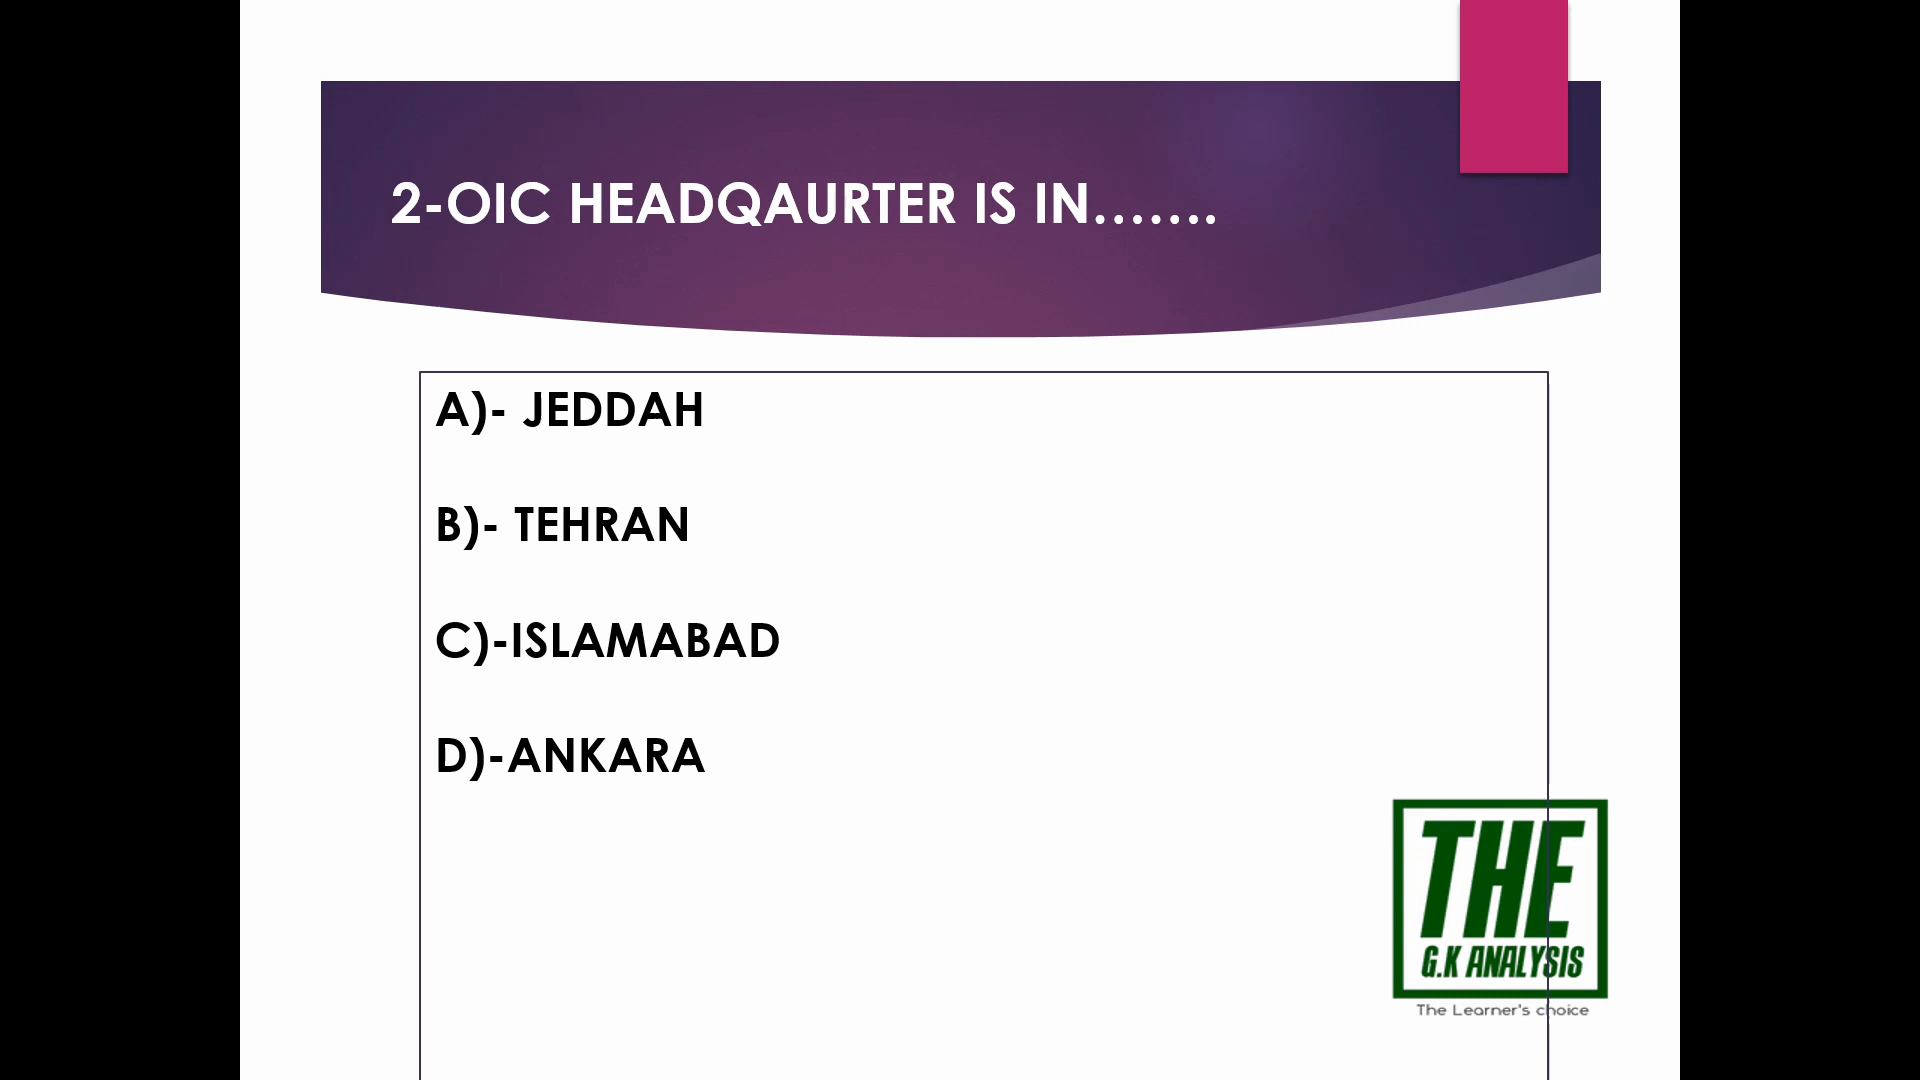 2-OIC HEADQAURTER IS IN.......
A)- JEDDAH
B)- TEHRAN
C)-ISLAMABAD
D)-ANKARA
THE
G.K ANALYSIS
The Learner's choice